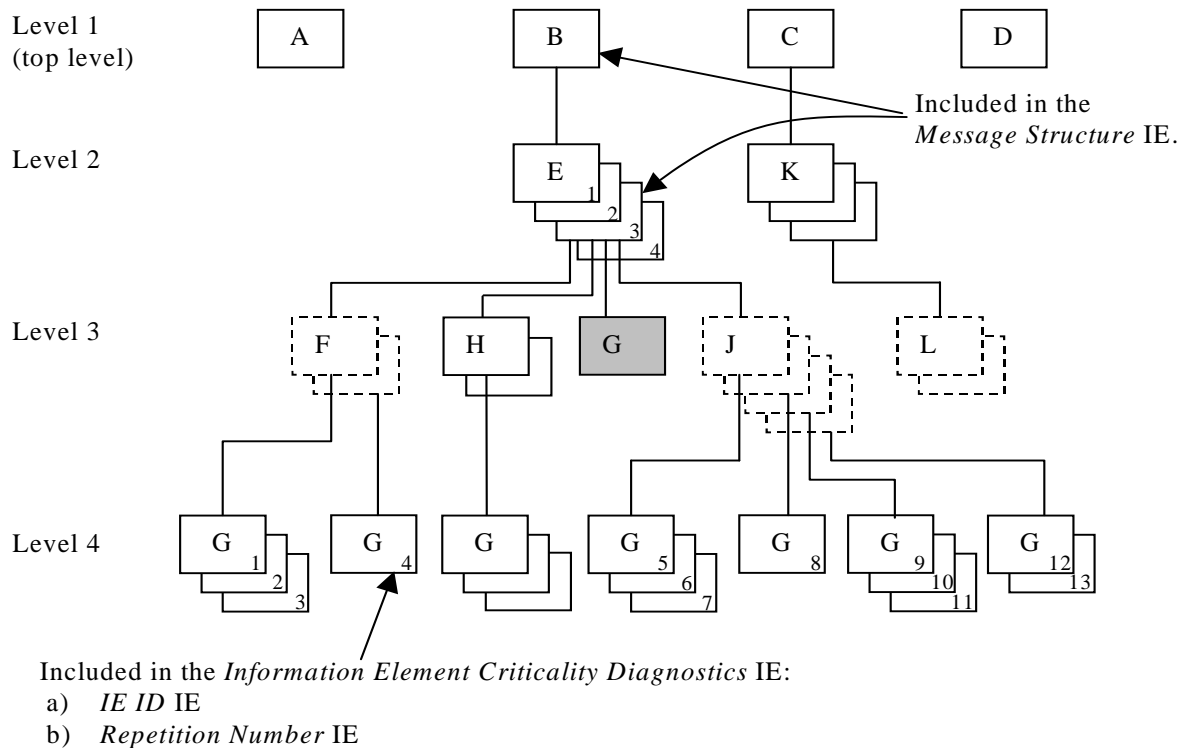 Level 1
(top level)
A
B
C
D
Included in the
Message Structure IE.
Level 2
E
1
2
3
4
K
Level 3
F
H
G
J
L
Level 4
G
1
2
3
G
4
G
G
5
6
7
G
8
G
9
10
11
G
12
13
Included in the Information Element Criticality Diagnostics IE:
a) IE ID IE
b) Repetition Number IE